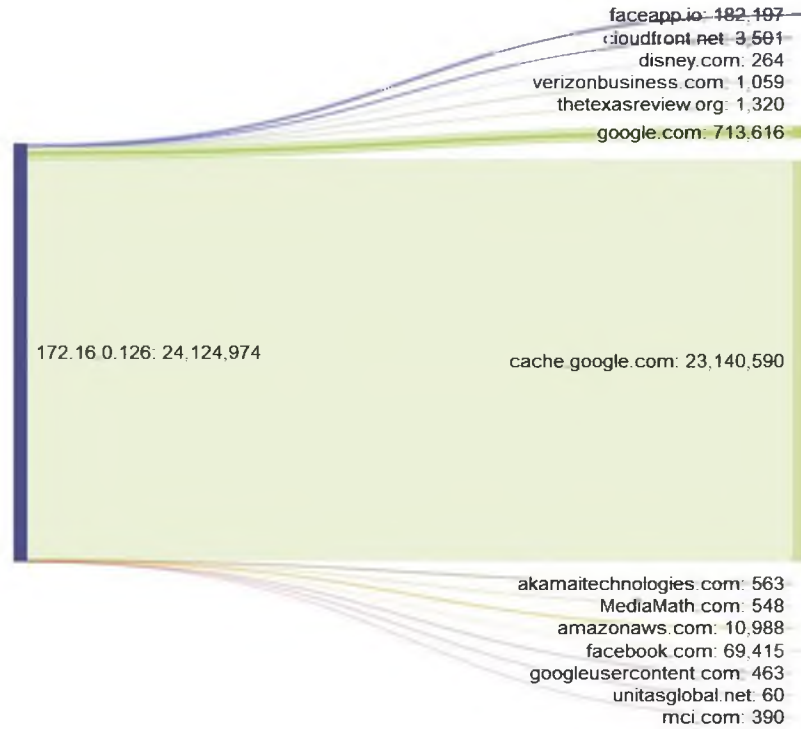 faceapp.io: 182,197
cloudfront.net: 3,501
disney.com: 264
verizonbusiness.com: 1,059
thetexasreview.org: 1,320
google.com: 713,616
172.16.0.126: 24,124,974
cache.google.com: 23,140,590
akamaitechnologies.com: 563
MediaMath.com: 548
amazonaws.com: 10,988
facebook.com: 69,415
googleusercontent.com: 463
unitasglobal.net: 60
mci.com: 390